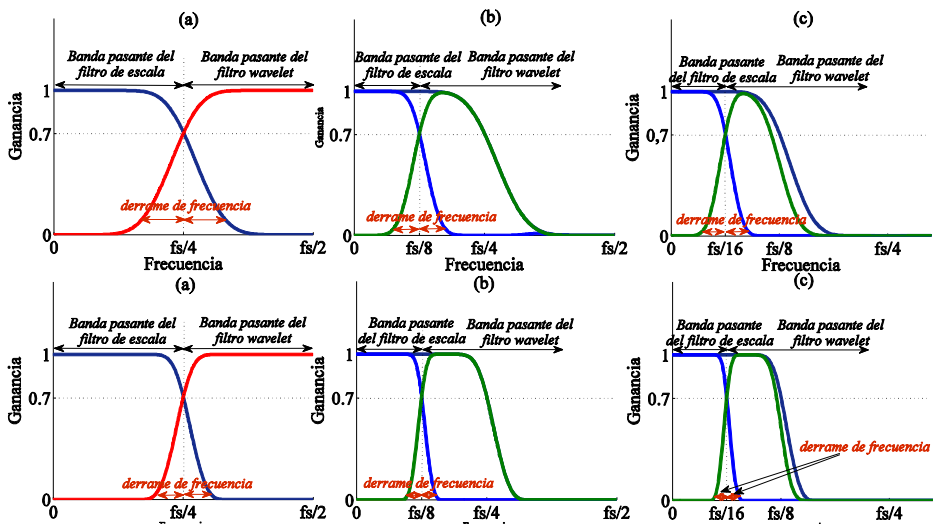 (a)
Banda pasante del
filtro de escala
Banda pasante del
filtro wavelet
Ganancia
1
0.7
0
derrame de frecuencia
0
fs/4
fs/2
Frecuencia
(b)
Banda pasante
del filtro de escala
Banda pasante
del filtro wavelet
Ganancia
1
0.7
0
derrame de frecuencia
0
fs/8
fs/4
fs/2
Frecuencia
(c)
Banda pasante
del filtro de escala
Banda pasante del
filtro wavelet
Ganancia
1
0,7
0
derrame de frecuencia
0
fs/16
fs/8
fs/4
Frecuencia
(a)
Banda pasante del
filtro de escala
Banda pasante del
filtro wavelet
Ganancia
1
0.7
0
derrame de frecuencia
0
fs/4
fs/2
(b)
Banda pasante
del filtro de escala
Banda pasante del
filtro wavelet
Ganancia
1
0.7
0
derrame de frecuencia
0
fs/8
fs/4
fs/2
(c)
Banda pasante
del filtro de escala
Banda pasante del
filtro wavelet
Ganancia
1
0.7
0
derrame de frecuencia
0
fs/16
fs/8
fs/4